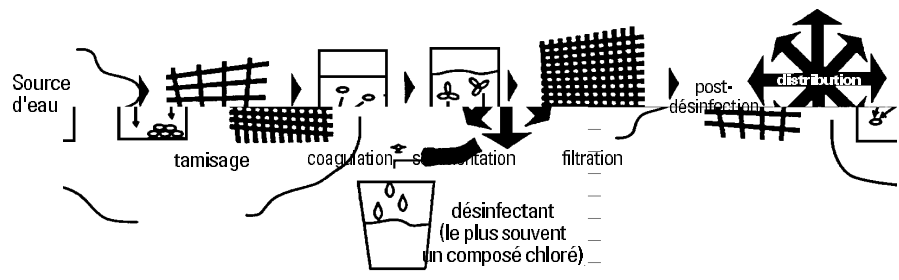 Source
d'eau
tamisage
coagulation
filtration
post-
désinfection
distribution
désinfectant
(le plus souvent
un composé chloré)